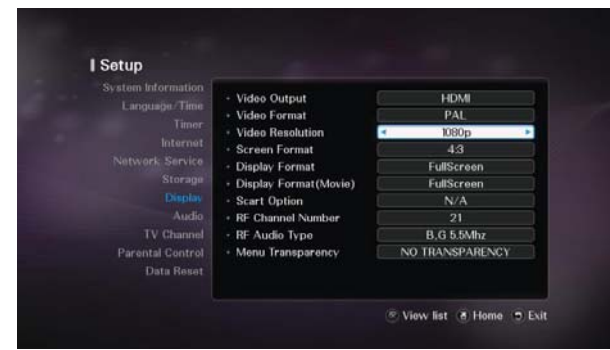 Setup
System Information
Language/Time
Timer
Internet
Network Service
Storage
Display
Audio
TV Channel
Parental Control
Data Reset
Video Output HDMI
Video Format PAL
Video Resolution 1080p
Screen Format 4:3
Display Format FullScreen
Display Format(Movie) FullScreen
Scart Option N/A
RF Channel Number 21
RF Audio Type B,G 5.5Mhz
Menu Transparency NO TRANSPARENCY
View list Home Exit